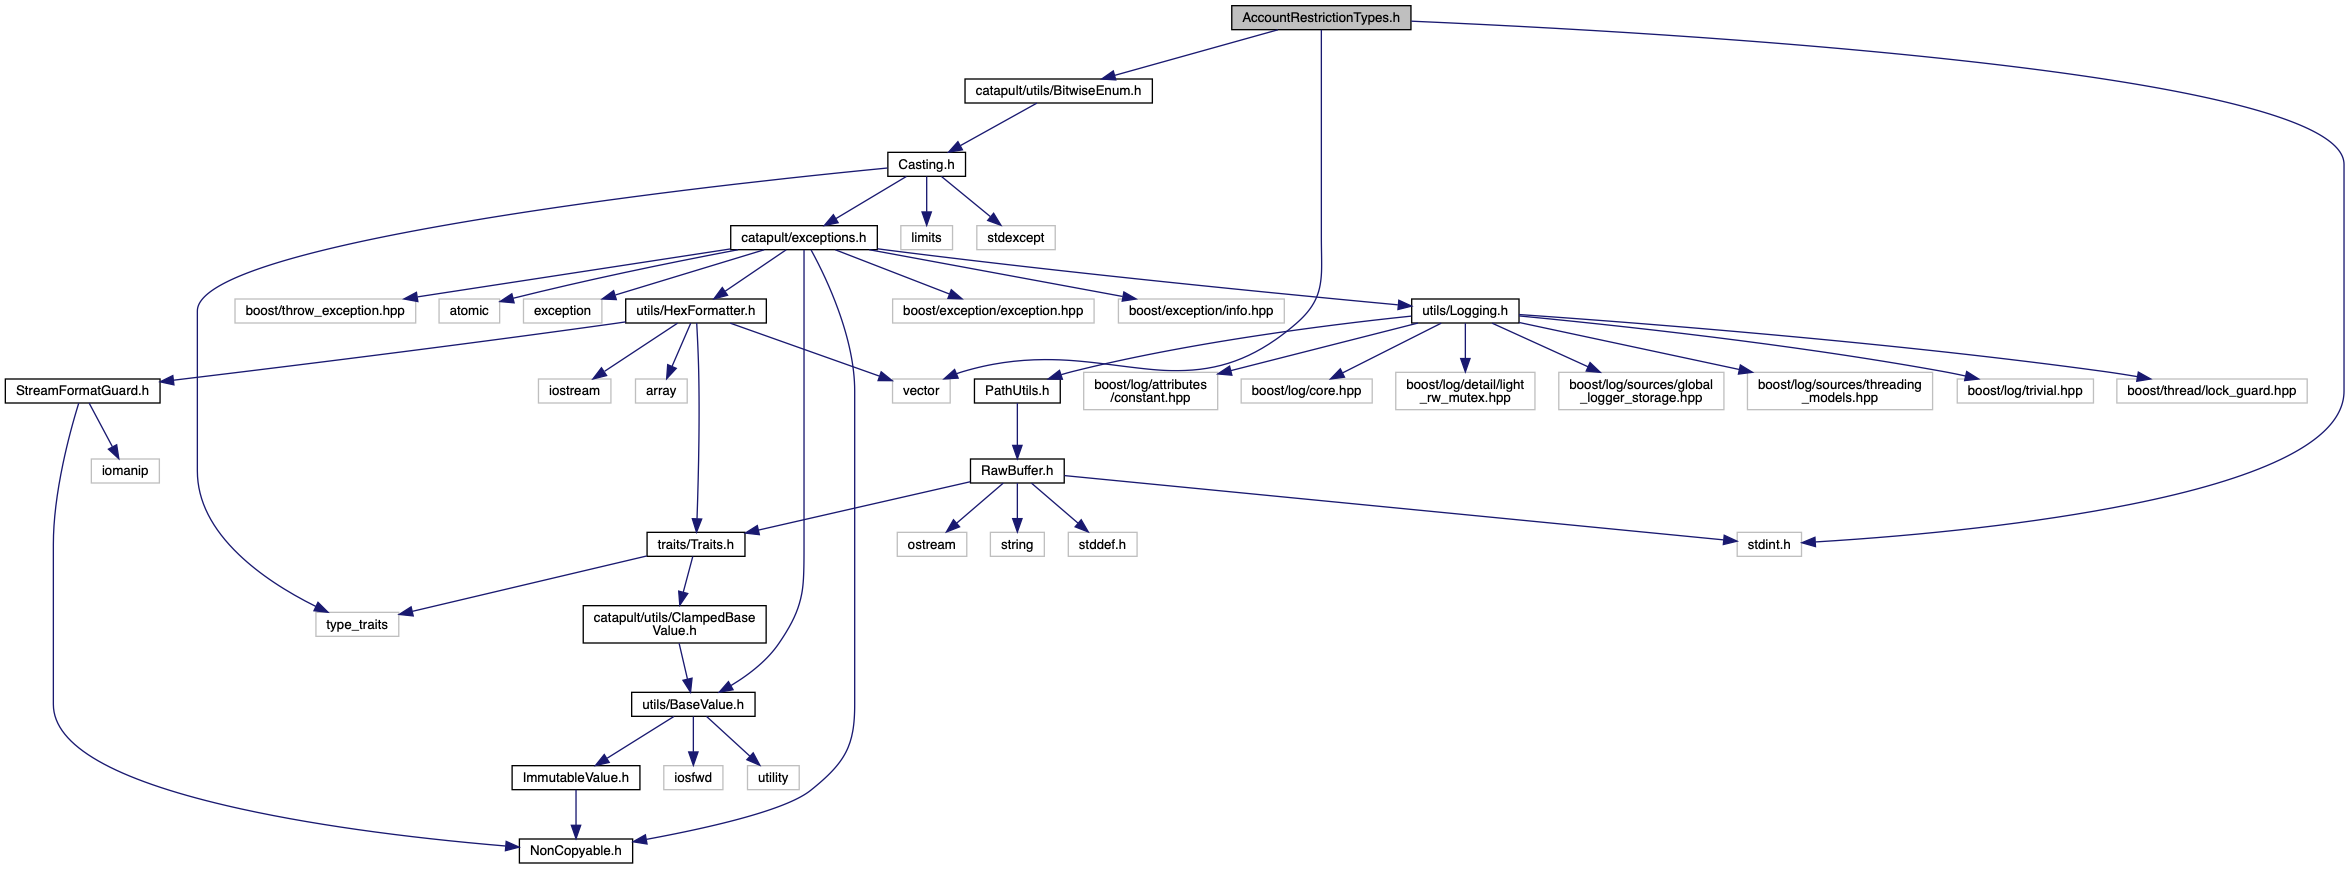 AccountRestrictionTypes.h
catapult/utils/BitwiseEnum.h
Casting.h
catapult/exceptions.h
limits
stdexcept
boost/throw_exception.hpp
atomic
exception
utils/HexFormatter.h
boost/exception/exception.hpp
boost/exception/info.hpp
utils/Logging.h
StreamFormatGuard.h
iostream
array
vector
PathUtils.h
boost/log/attributes
/constant.hpp
boost/log/core.hpp
boost/log/detail/light
_rw_mutex.hpp
boost/log/sources/global
_logger_storage.hpp
boost/log/sources/threading
_models.hpp
boost/log/trivial.hpp
boost/thread/lock_guard.hpp
iomanip
RawBuffer.h
traits/Traits.h
ostream
string
stddef.h
stdint.h
type_traits
catapult/utils/ClampedBase
Value.h
utils/BaseValue.h
ImmutableValue.h
iosfwd
utility
NonCopyable.h